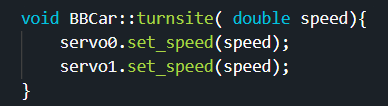 void BBCar::turnsite( double speed){
    servo0.set_speed(speed);
    servo1.set_speed(speed);
}